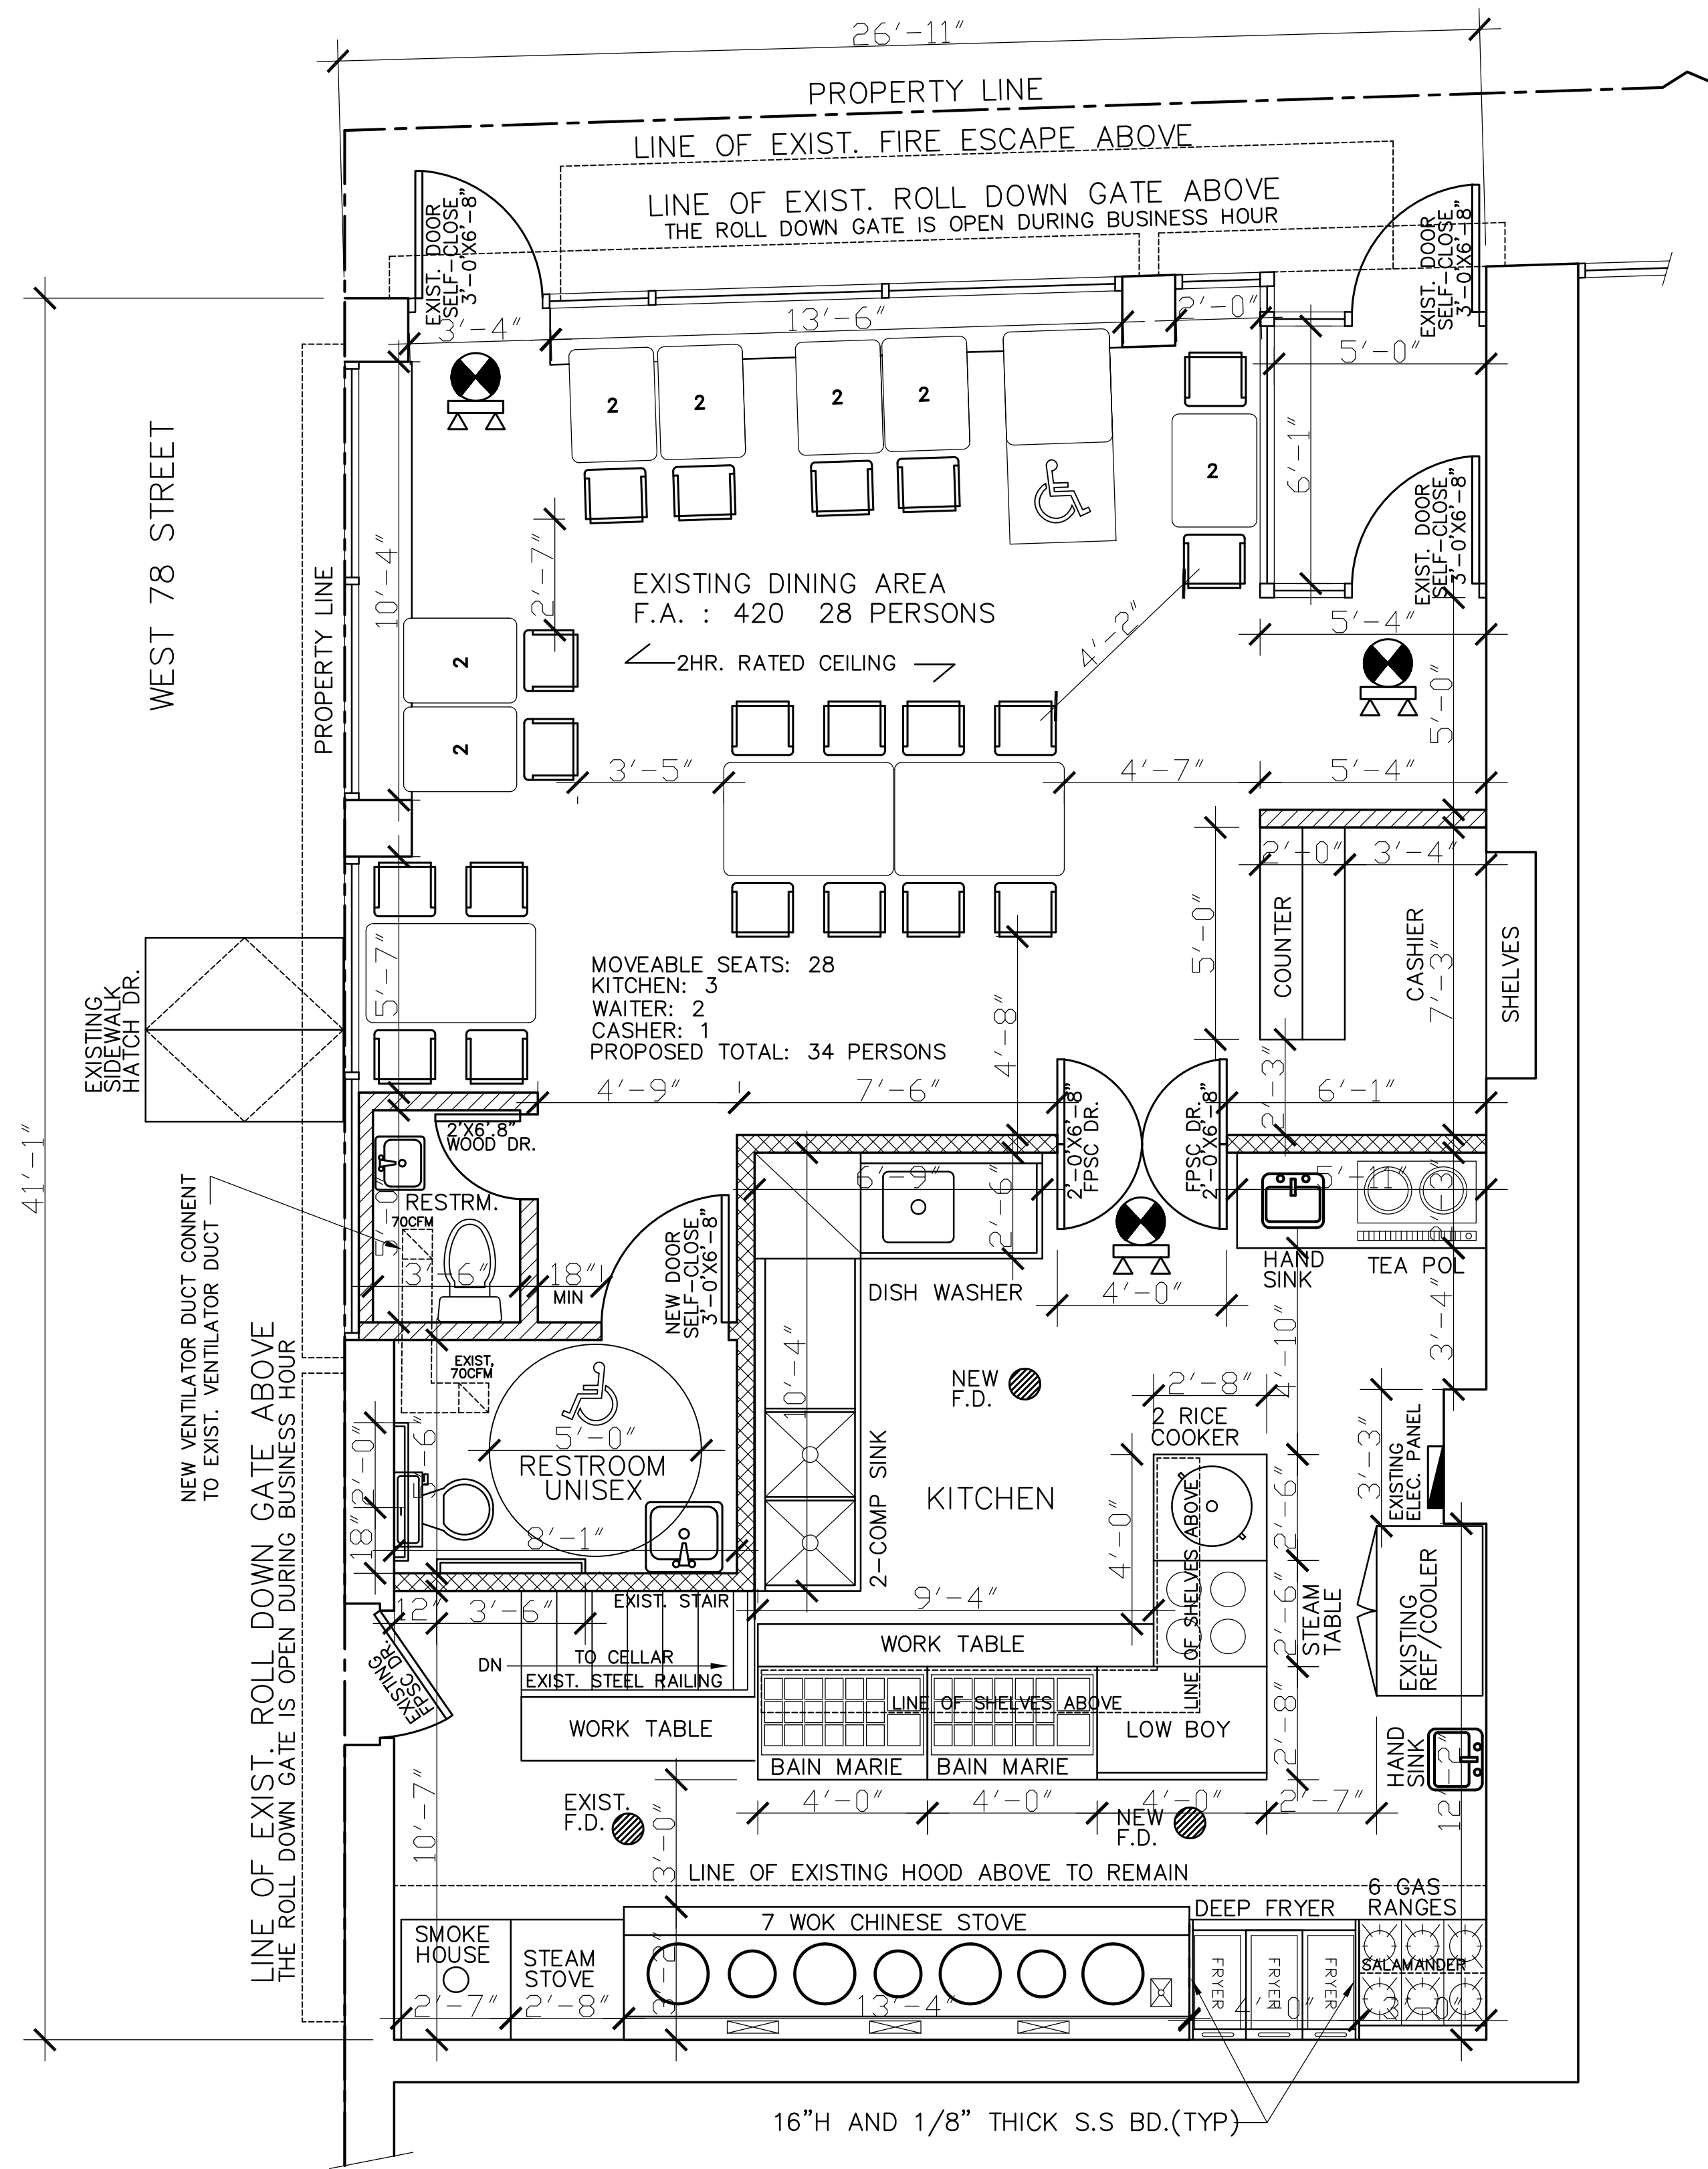 26'-11"
PROPERTY LINE
LINE OF EXIST. FIRE ESCAPE ABOVE
LINE OF EXIST. ROLL DOWN GATE ABOVE
THE ROLL DOWN GATE IS OPEN DURING BUSINESS HOUR
EXIST. DOOR
SELF-CLOSE
3'-0'X6'-8"
EXIST. DOOR
SELF-CLOSE
3'-0'X6'-8"
3'-4"
13'-6"
2'-0"
5'-0"
2
2
2
2
2
6'-1"
WEST 78 STREET
PROPERTY LINE
10'-4"
2'-7"
EXIST. DOOR
SELF-CLOSE
3'-0'X6'-8"
EXISTING DINING AREA
F.A. : 420 28 PERSONS
2HR. RATED CEILING
4'-2"
5'-4"
5'-0"
2
2
3'-5"
4'-7"
5'-4"
2'-0"
3'-4"
COUNTER
CASHIER
SHELVES
5'-0"
7'-3"
5'-7"
EXISTING
SIDEWALK
HATCH DR.
MOVEABLE SEATS: 28
KITCHEN: 3
WAITER: 2
CASHER: 1
PROPOSED TOTAL: 34 PERSONS
4'-8"
2'-3"
4'-9"
7'-6"
6'-1"
41'-1"
2'X6'.8"
WOOD DR.
2'-0'X6'-8"
FPSC DR.
FPSC DR.
2'-0'X6'-8"
6'-9"
2'-6"
5'-11"
RESTRM.
70CFM
3'-6"
18"
MIN
NEW DOOR
SELF-CLOSE
3'-0'X6'-8"
DISH WASHER
HAND
SINK
TEA POL
4'-0"
3'-4"
4'-10"
NEW VENTILATOR DUCT CONNENT
TO EXIST. VENTILATOR DUCT
EXIST.
70CFM
10'-4"
NEW
F.D.
2'-8"
2 RICE
COOKER
3'-3"
EXISTING
ELEC. PANEL
2'-0"
18"
5'-0"
RESTROOM
UNISEX
8'-1"
2-COMP SINK
KITCHEN
4'-0"
LINE OF SHELVES ABOVE
2'-6"
2'-6"
2'-8"
STEAM
TABLE
EXISTING
REF/COOLER
12"
3'-6"
EXIST. STAIR
9'-4"
DN
TO CELLAR
EXIST. STEEL RAILING
EXISTING
FPSC DR.
WORK TABLE
WORK TABLE
LINE OF SHELVES ABOVE
BAIN MARIE
BAIN MARIE
LOW BOY
HAND
SINK
12'-2"
4'-0"
4'-0"
4'-0"
2'-7"
LINE OF EXIST. ROLL DOWN GATE ABOVE
THE ROLL DOWN GATE IS OPEN DURING BUSINESS HOUR
10'-7"
EXIST.
F.D.
3'-0"
NEW
F.D.
LINE OF EXISTING HOOD ABOVE TO REMAIN
SMOKE
HOUSE
STEAM
STOVE
7 WOK CHINESE STOVE
DEEP FRYER
6 GAS
RANGES
FRYER
FRYER
FRYER
SALAMANDER
2'-7"
2'-8"
13'-4"
4'-0"
3'-0"
16"H AND 1/8" THICK S.S BD.(TYP)